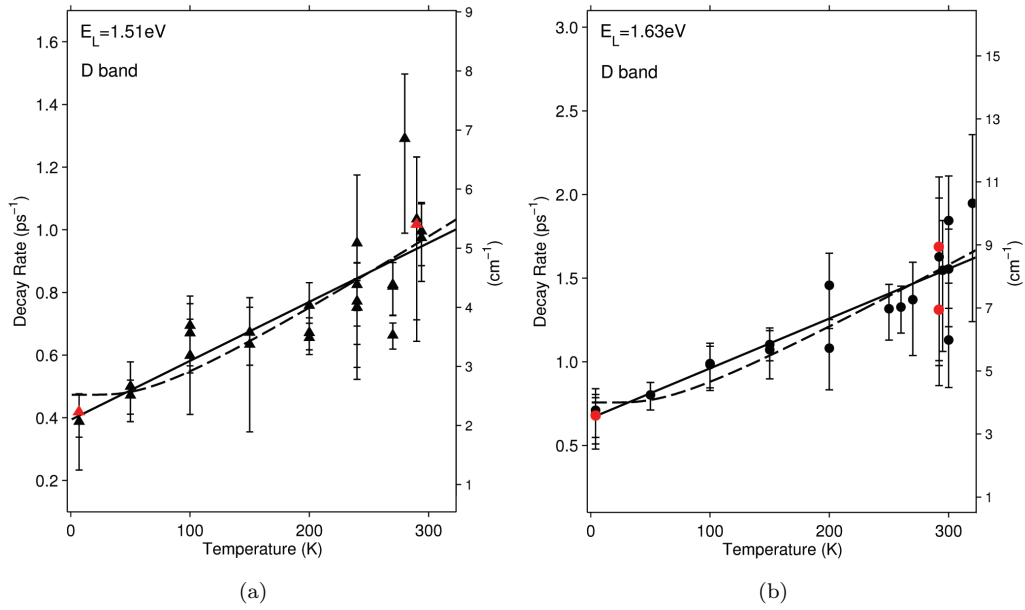 E_L=1.51eV
D band
Decay Rate (ps⁻¹)
1.6
1.4
1.2
1.0
0.8
0.6
0.4
0.2
9
8
7
6
5
4
3
2
1
(cm⁻¹)
0 100 200 300
Temperature (K)
(a)
E_L=1.63eV
D band
Decay Rate (ps⁻¹)
3.0
2.5
2.0
1.5
1.0
0.5
15
13
11
9
7
5
3
1
(cm⁻¹)
0 100 200 300
Temperature (K)
(b)